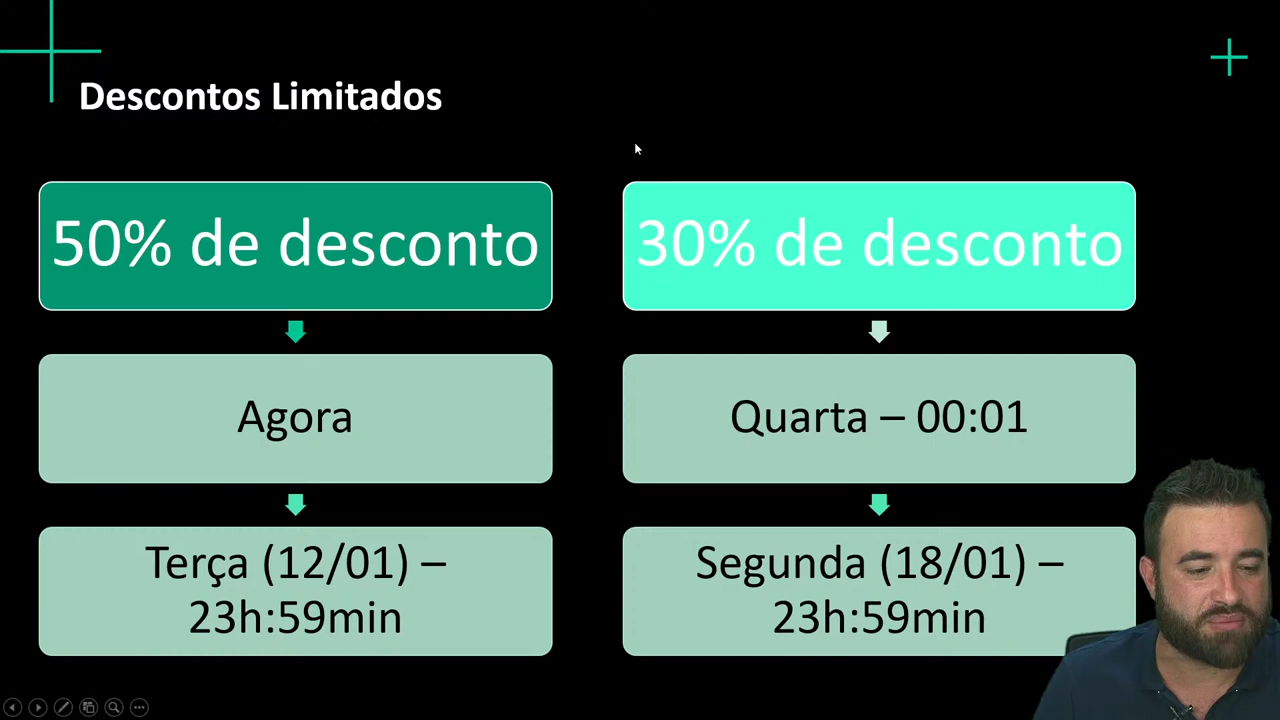 Descontos Limitados
50% de desconto
Agora
Terça (12/01) –
23h:59min
30% de desconto
Quarta – 00:01
Segunda (18/01) –
23h:59min